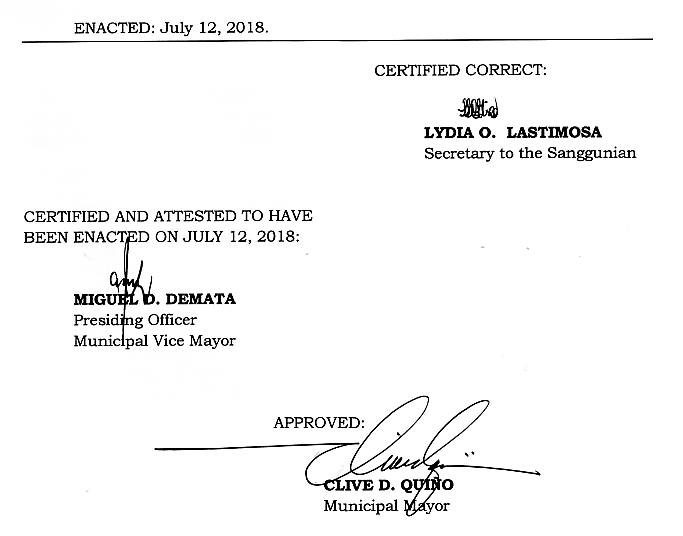 ENACTED: July 12, 2018.
CERTIFIED CORRECT:
LYDIA O. LASTIMOSA
Secretary to the Sanggunian
CERTIFIED AND ATTESTED TO HAVE
BEEN ENACTED ON JULY 12, 2018:
MIGUEL D. DEMATA
Presiding Officer
Municipal Vice Mayor
APPROVED:
CLIVE D. QUIÑO
Municipal Mayor